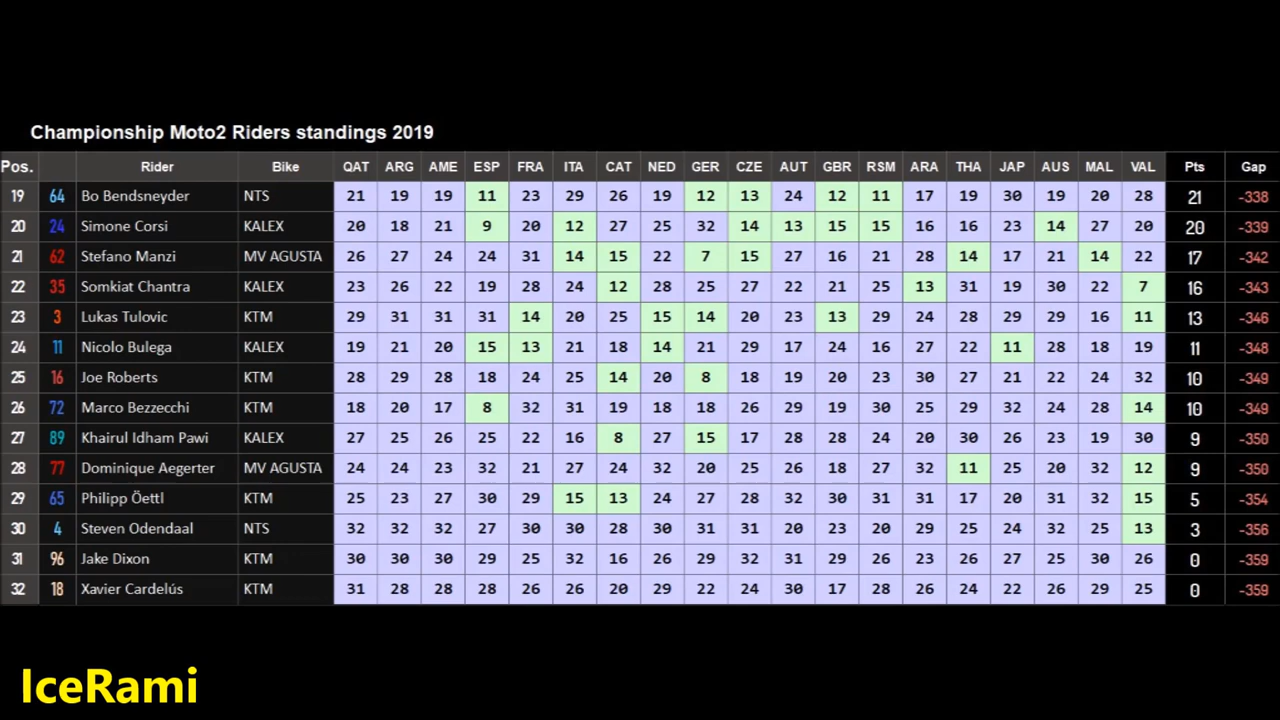 Championship Moto2 Riders standings 2019
Pos. Rider Bike QAT ARG AME ESP FRA ITA CAT NED GER CZE AUT GBR RSM ARA THA JAP AUS MAL VAL Pts Gap
19 64 Bo Bendsneyder NTS 21 19 19 11 23 29 26 19 12 13 24 12 11 17 19 30 19 20 28 21 -338
20 24 Simone Corsi KALEX 20 18 21 9 20 12 27 25 32 14 13 15 15 16 16 23 14 27 20 20 -339
21 62 Stefano Manzi MV AGUSTA 26 27 24 24 31 14 15 22 7 15 27 16 21 28 14 17 21 14 22 17 -342
22 35 Somkiat Chantra KALEX 23 26 22 19 28 24 12 28 25 27 22 21 25 13 31 19 30 22 7 16 -343
23 3 Lukas Tulovic KTM 29 31 31 31 14 20 25 15 14 20 23 13 29 24 28 29 29 16 11 13 -346
24 11 Nicolo Bulega KALEX 19 21 20 15 13 21 18 14 21 29 17 24 16 27 22 11 28 18 19 11 -348
25 16 Joe Roberts KTM 28 29 28 18 24 25 14 20 8 18 19 20 23 30 27 21 22 24 32 10 -349
26 72 Marco Bezzecchi KTM 18 20 17 8 32 31 19 18 18 26 29 19 30 25 29 32 24 28 14 10 -349
27 89 Khairul Idham Pawi KALEX 27 25 26 25 22 16 8 27 15 17 28 28 24 20 30 26 23 19 30 9 -350
28 77 Dominique Aegerter MV AGUSTA 24 24 23 32 21 27 24 32 20 25 26 18 27 32 11 25 20 32 12 9 -350
29 65 Philipp Öettl KTM 25 23 27 30 29 15 13 24 27 28 32 30 31 31 17 20 31 32 15 5 -354
30 4 Steven Odendaal NTS 32 32 32 27 30 30 28 30 31 31 20 23 20 29 25 24 32 25 13 3 -356
31 96 Jake Dixon KTM 30 30 30 29 25 32 16 26 29 32 31 29 26 23 26 27 25 30 26 0 -359
32 18 Xavier Cardelús KTM 31 28 28 28 26 26 20 29 22 24 30 17 28 26 24 22 26 29 25 0 -359
IceRami